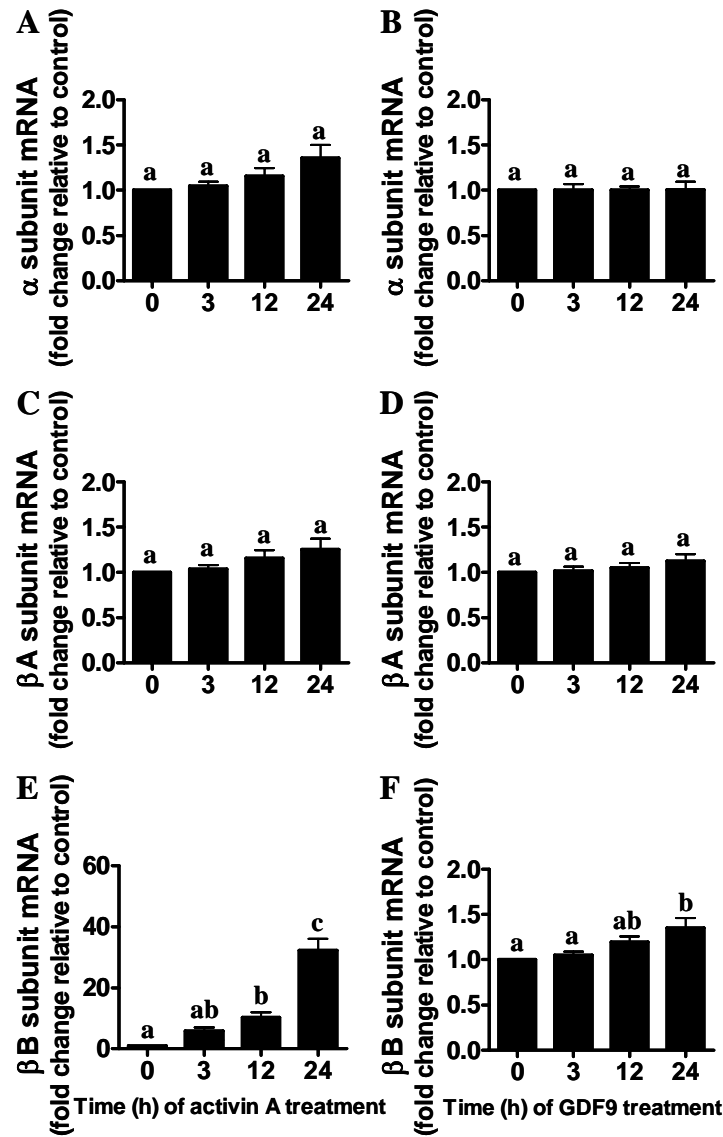 A
α subunit mRNA
(fold change relative to control)
2.0
1.5
1.0
0.5
0.0
a a a a
0 3 12 24
B
α subunit mRNA
(fold change relative to control)
2.0
1.5
1.0
0.5
0.0
a a a a
0 3 12 24
C
βA subunit mRNA
(fold change relative to control)
2.0
1.5
1.0
0.5
0.0
a a a a
0 3 12 24
D
βA subunit mRNA
(fold change relative to control)
2.0
1.5
1.0
0.5
0.0
a a a a
0 3 12 24
E
βB subunit mRNA
(fold change relative to control)
60
40
20
0
a ab b c
0 3 12 24
Time (h) of activin A treatment
F
βB subunit mRNA
(fold change relative to control)
2.0
1.5
1.0
0.5
0.0
a a ab b
0 3 12 24
Time (h) of GDF9 treatment